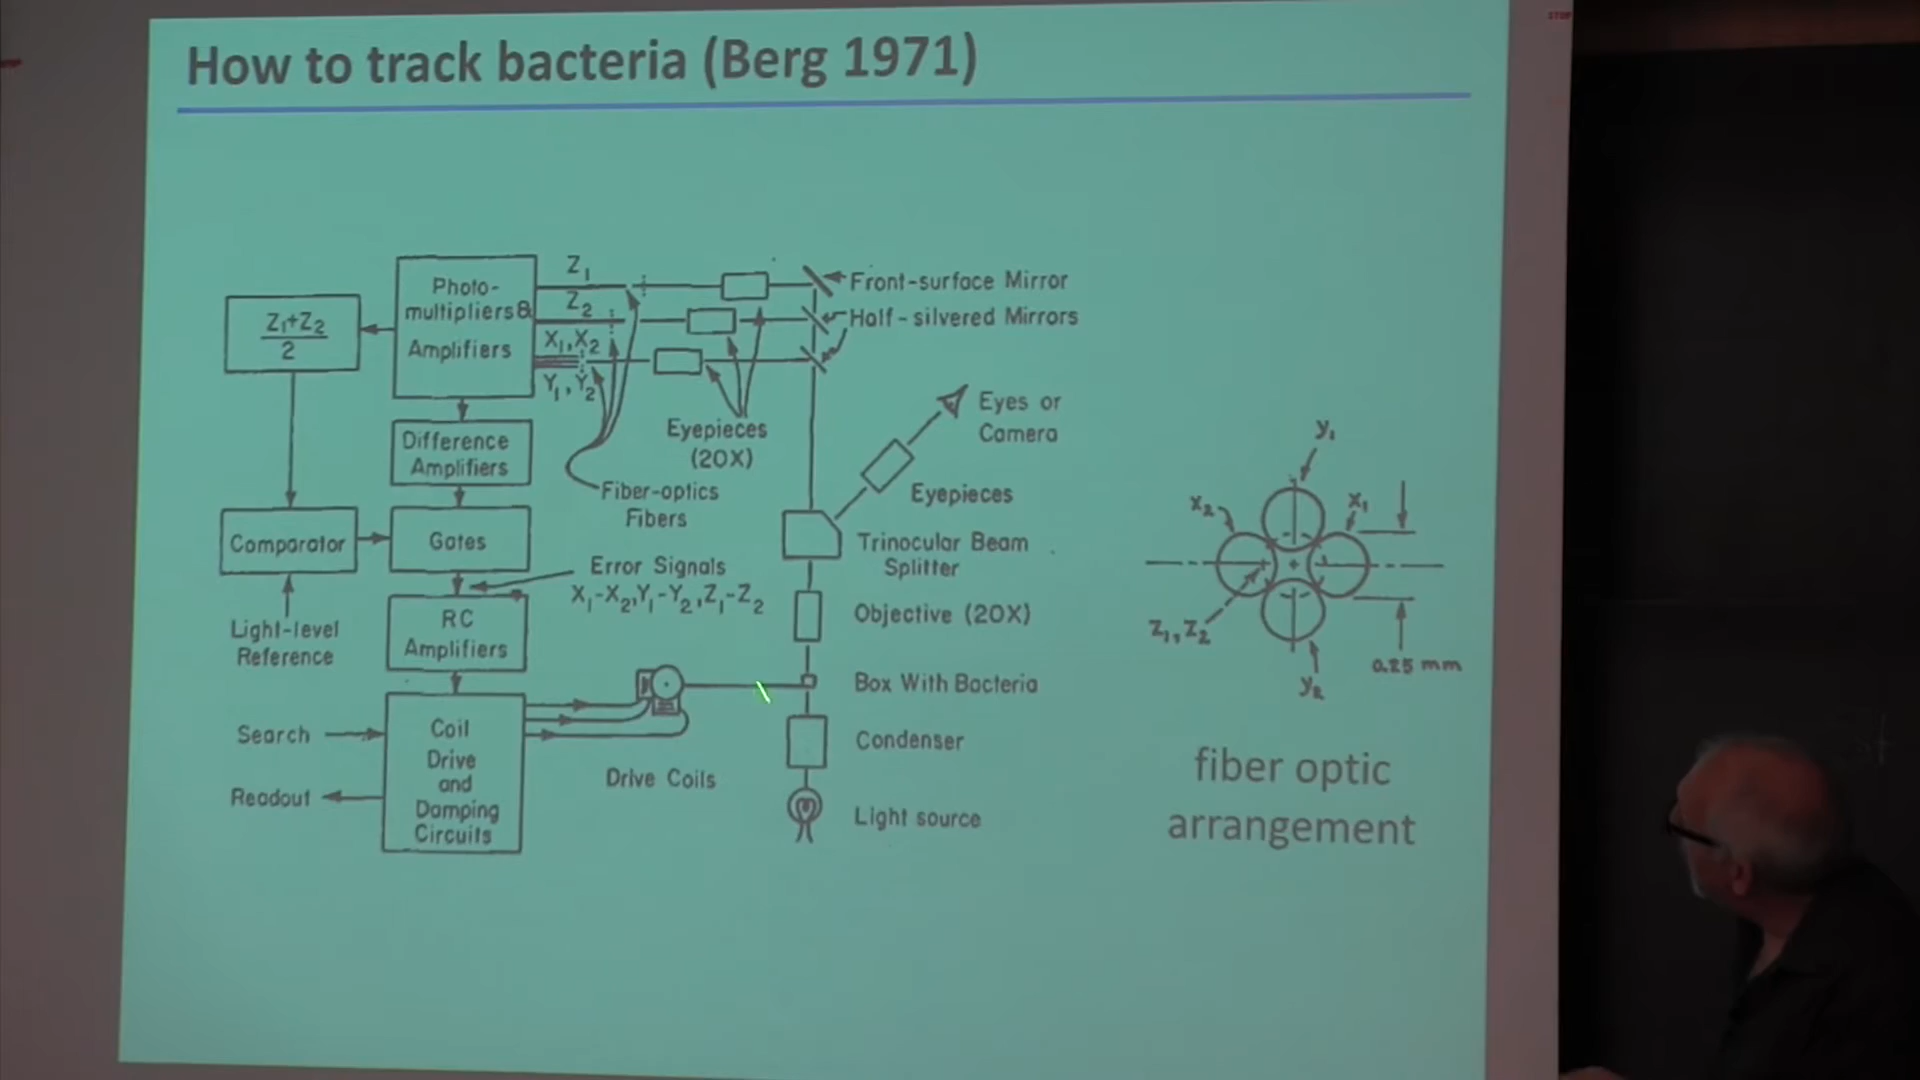 How to track bacteria (Berg 1971)
STOP
Photo-
multipliers &
Amplifiers
Z₁
Z₂
X₁, X₂
Y₁, Y₂
Z₁+Z₂
2
Front-surface Mirror
Half-silvered Mirrors
Eyepieces
(20X)
Eyes or
Camera
Difference
Amplifiers
Fiber-optics
Fibers
Eyepieces
Comparator
Gates
Trinocular Beam
Splitter
Error Signals
X₁-X₂, Y₁-Y₂, Z₁-Z₂
Light-level
Reference
RC
Amplifiers
Objective (20X)
Box With Bacteria
Search
Readout
Coil
Drive
and
Damping
Circuits
Drive Coils
Condenser
Light source
y₁
x₂
x₁
Z₁, Z₂
y₂
0.25 mm
fiber optic
arrangement